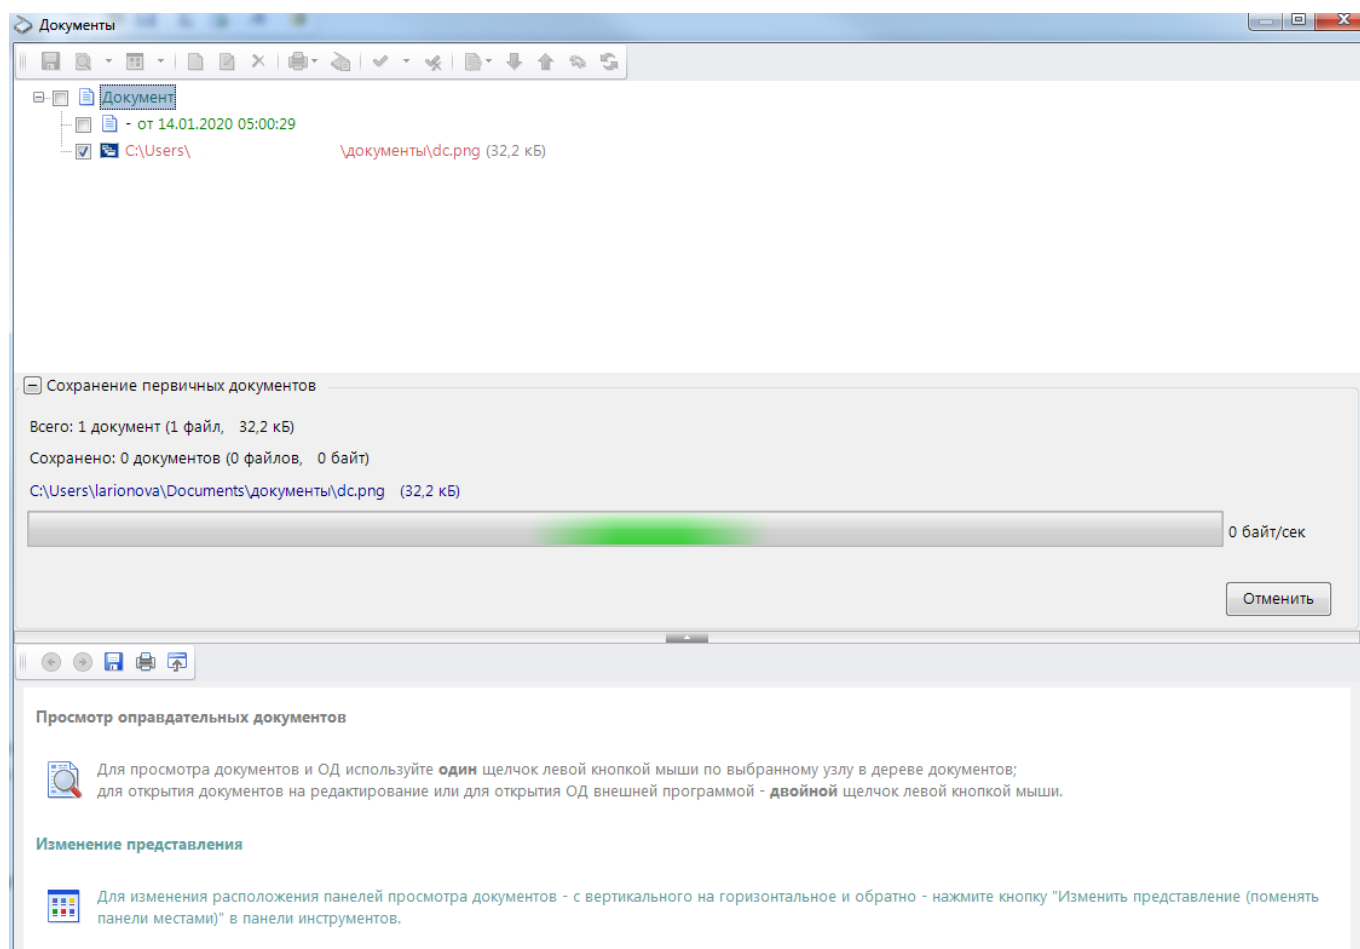 Документы
Документ
- от 14.01.2020 05:00:29
C:\Users\ \документы\dc.png (32,2 кБ)
Сохранение первичных документов
Всего: 1 документ (1 файл, 32,2 кБ)
Сохранено: 0 документов (0 файлов, 0 байт)
C:\Users\larionova\Documents\документы\dc.png (32,2 кБ)
0 байт/сек
Отменить
Просмотр оправдательных документов
Для просмотра документов и ОД используйте один щелчок левой кнопкой мыши по выбранному узлу в дереве документов;
для открытия документов на редактирование или для открытия ОД внешней программой - двойной щелчок левой кнопкой мыши.
Изменение представления
Для изменения расположения панелей просмотра документов - с вертикального на горизонтальное и обратно - нажмите кнопку "Изменить представление (поменять
панели местами)" в панели инструментов.